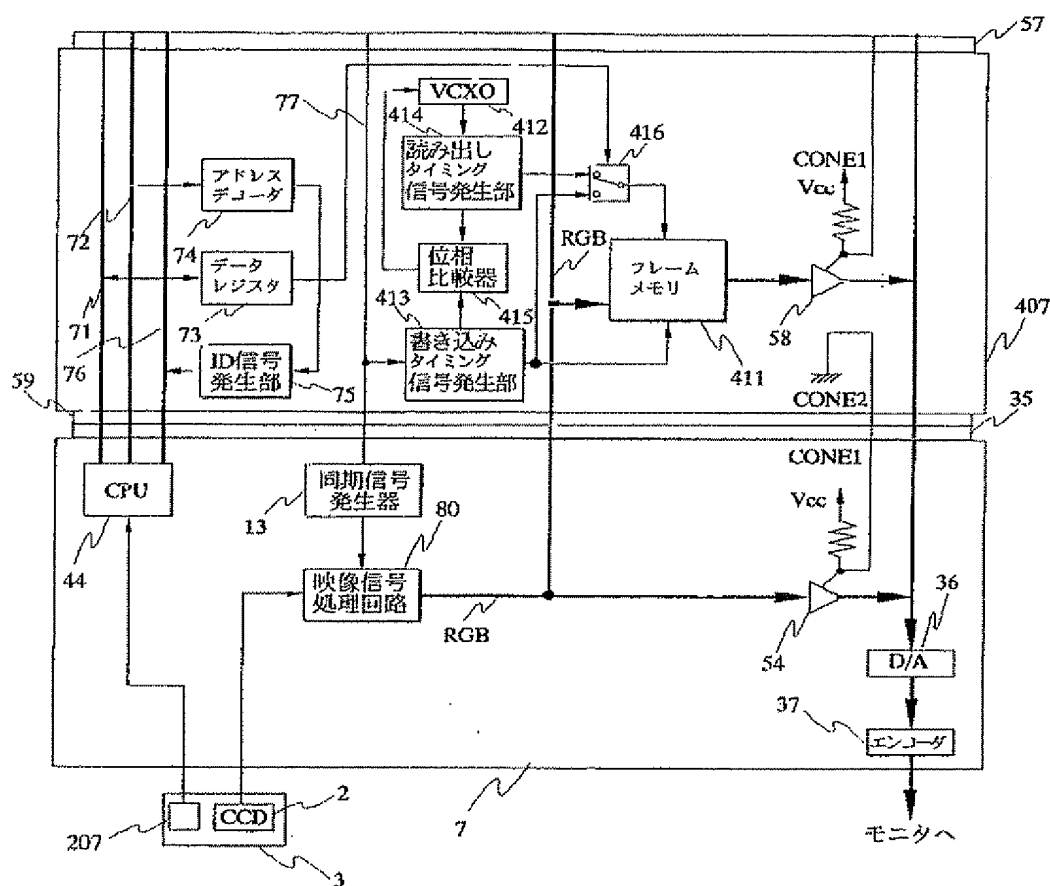 57
VCXO
77
414
412
読み出し
タイミング
信号発生部
416
CONE1
Vcc
アドレス
デコーダ
72
74
RGB
位相
比較器
フレーム
メモリ
データ
レジスタ
71
73
413
415
58
407
書き込み
タイミング
信号発生部
411
76
ID信号
発生部
75
59
CONE2
35
CONE1
CPU
同期信号
発生器
Vcc
13
80
44
映像信号
処理回路
RGB
54
36
D/A
37
エンコーダ
2
CCD
7
207
3
モニタへ